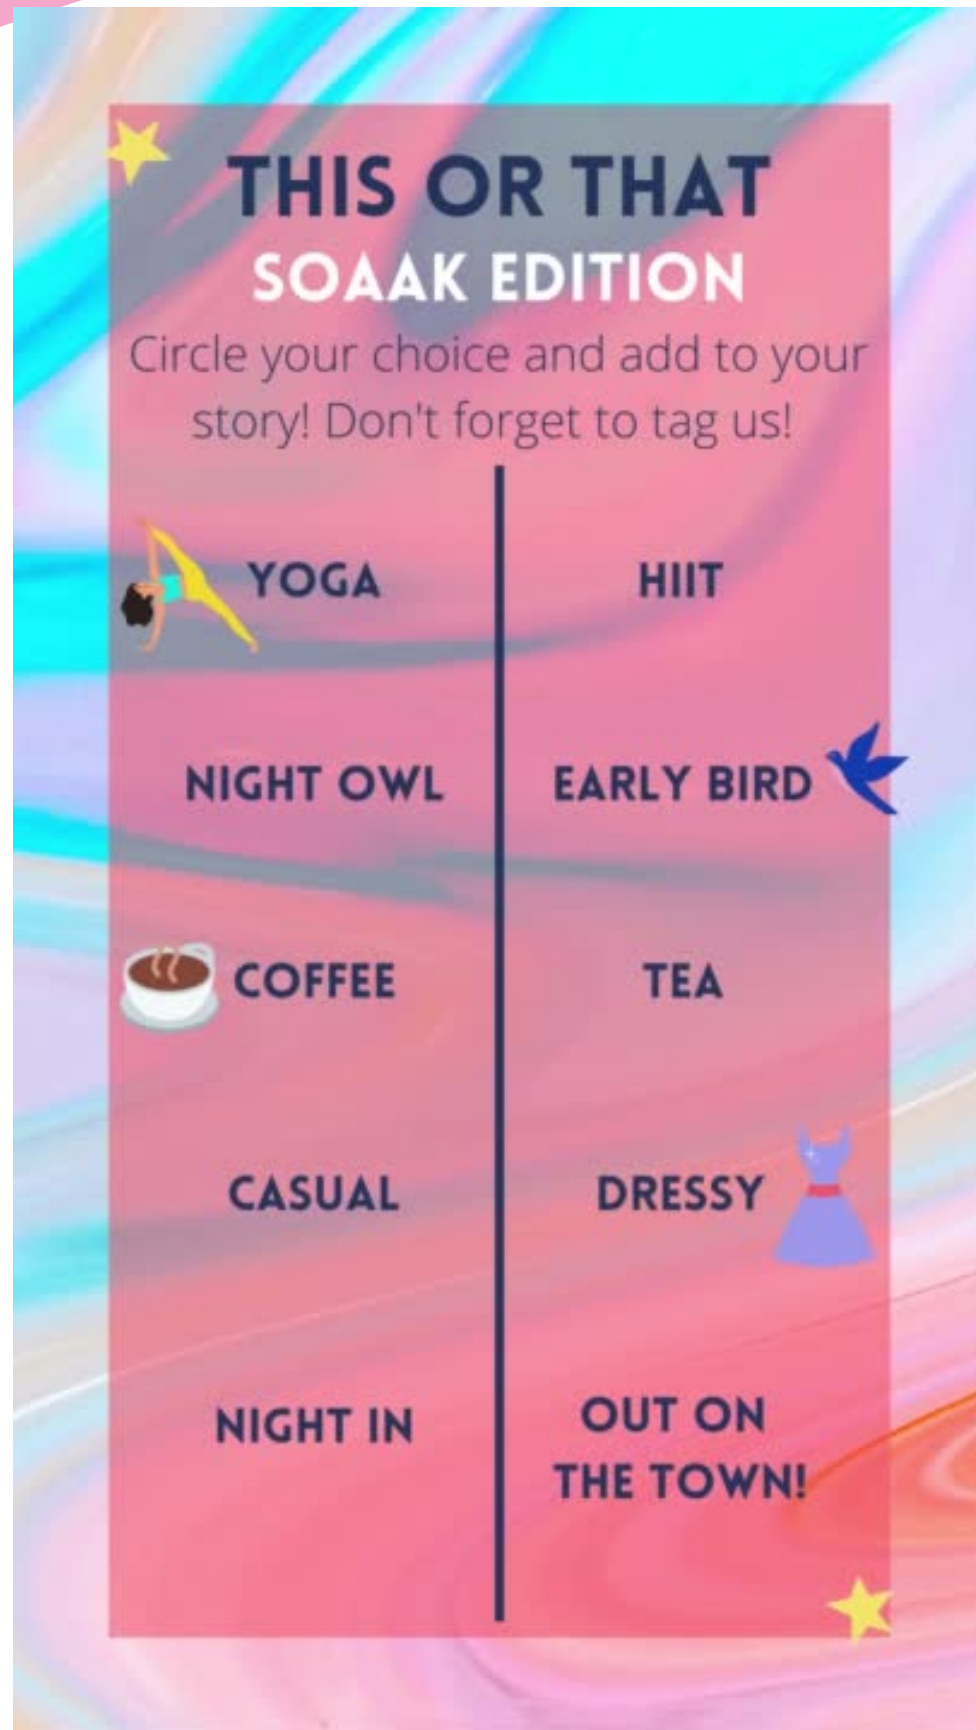 THIS OR THAT
SOAAK EDITION
Circle your choice and add to your
story! Don't forget to tag us!
YOGA
HIIT
NIGHT OWL
EARLY BIRD
COFFEE
TEA
CASUAL
DRESSY
NIGHT IN
OUT ON
THE TOWN!